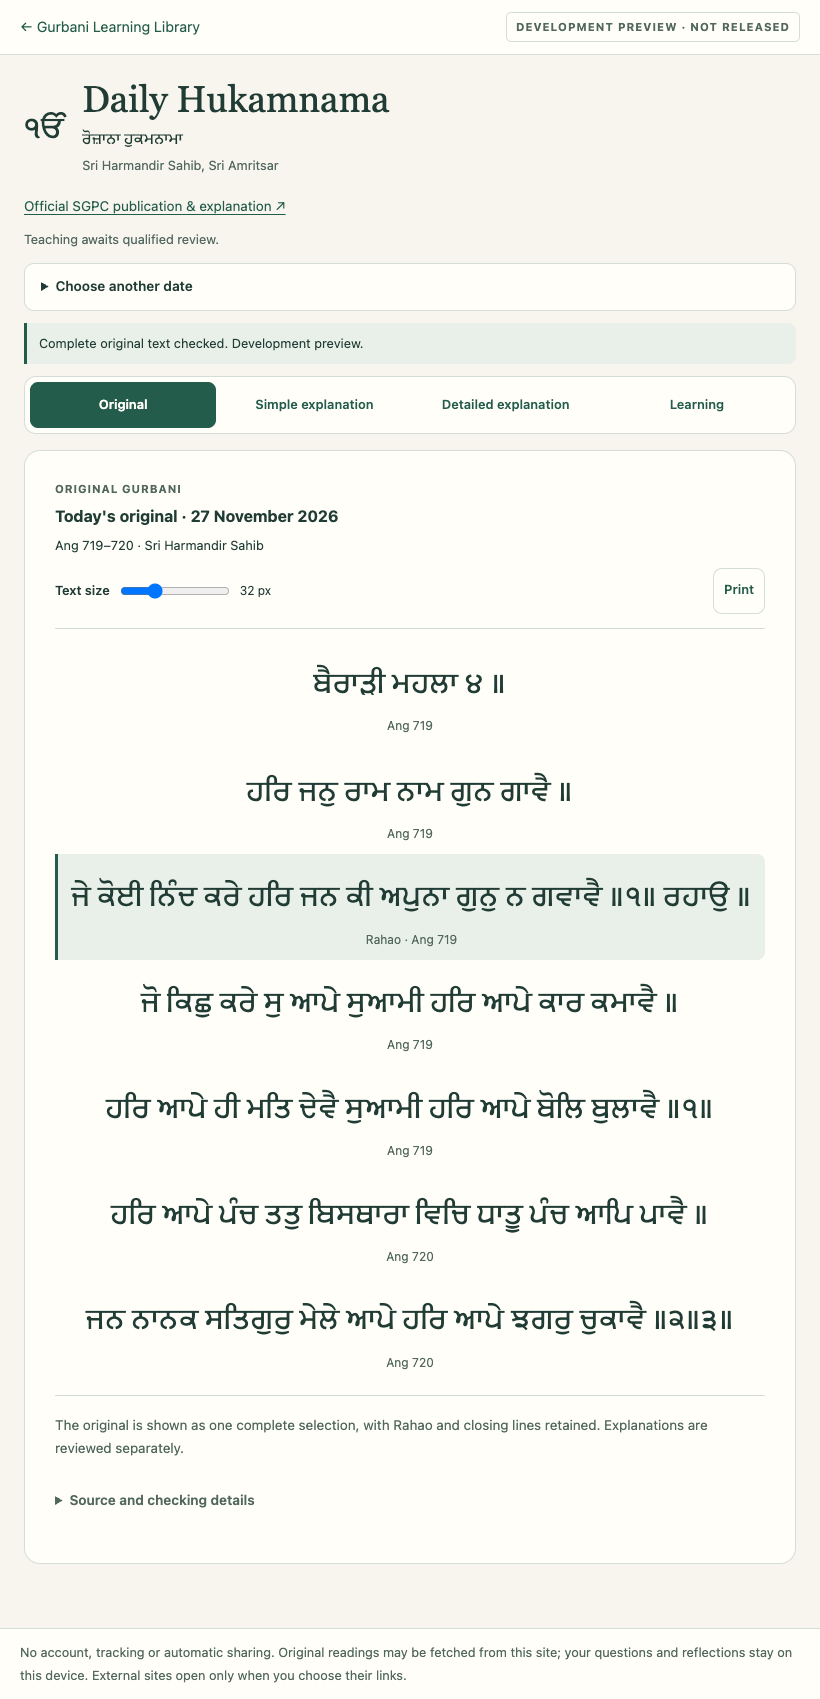 ← Gurbani Learning Library
DEVELOPMENT PREVIEW · NOT RELEASED
ੴ
Daily Hukamnama
ਰੋਜ਼ਾਨਾ ਹੁਕਮਨਾਮਾ
Sri Harmandir Sahib, Sri Amritsar
Official SGPC publication & explanation ↗
Teaching awaits qualified review.
▶ Choose another date
Complete original text checked. Development preview.
Original
Simple explanation
Detailed explanation
Learning
ORIGINAL GURBANI
Today's original · 27 November 2026
Ang 719–720 · Sri Harmandir Sahib
Text size
32 px
Print
ਬੈਰਾੜੀ ਮਹਲਾ ੪ ॥
Ang 719
ਹਰਿ ਜਨੁ ਰਾਮ ਨਾਮ ਗੁਨ ਗਾਵੈ ॥
Ang 719
ਜੇ ਕੋਈ ਨਿੰਦ ਕਰੇ ਹਰਿ ਜਨ ਕੀ ਅਪੁਨਾ ਗੁਨੁ ਨ ਗਵਾਵੈ ॥੧॥ ਰਹਾਉ ॥
Rahao · Ang 719
ਜੋ ਕਿਛੁ ਕਰੇ ਸੁ ਆਪੇ ਸੁਆਮੀ ਹਰਿ ਆਪੇ ਕਾਰ ਕਮਾਵੈ ॥
Ang 719
ਹਰਿ ਆਪੇ ਹੀ ਮਤਿ ਦੇਵੈ ਸੁਆਮੀ ਹਰਿ ਆਪੇ ਬੋਲਿ ਬੁਲਾਵੈ ॥੧॥
Ang 719
ਹਰਿ ਆਪੇ ਪੰਚ ਤਤੁ ਬਿਸਥਾਰਾ ਵਿਚਿ ਧਾਤੂ ਪੰਚ ਆਪਿ ਪਾਵੈ ॥
Ang 720
ਜਨ ਨਾਨਕ ਸਤਿਗੁਰੁ ਮੇਲੇ ਆਪੇ ਹਰਿ ਆਪੇ ਝਗਰੁ ਚੁਕਾਵੈ ॥੨॥੩॥
Ang 720
The original is shown as one complete selection, with Rahao and closing lines retained. Explanations are
reviewed separately.
▶ Source and checking details
No account, tracking or automatic sharing. Original readings may be fetched from this site; your questions and reflections stay on
this device. External sites open only when you choose their links.